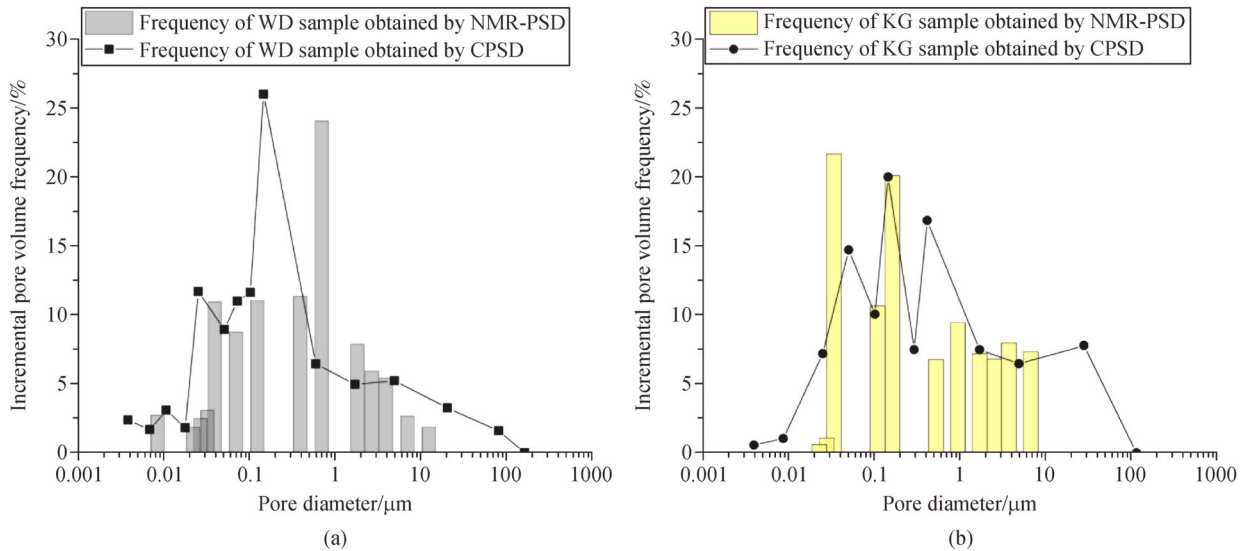 Frequency of WD sample obtained by NMR-PSD
Frequency of WD sample obtained by CPSD
30
25
20
15
10
5
0
Incremental pore volume frequency/%
0.001 0.01 0.1 1 10 100 1000
Pore diameter/μm
(a)
Frequency of KG sample obtained by NMR-PSD
Frequency of KG sample obtained by CPSD
30
25
20
15
10
5
0
Incremental pore volume frequency/%
0.001 0.01 0.1 1 10 100 1000
Pore diameter/μm
(b)